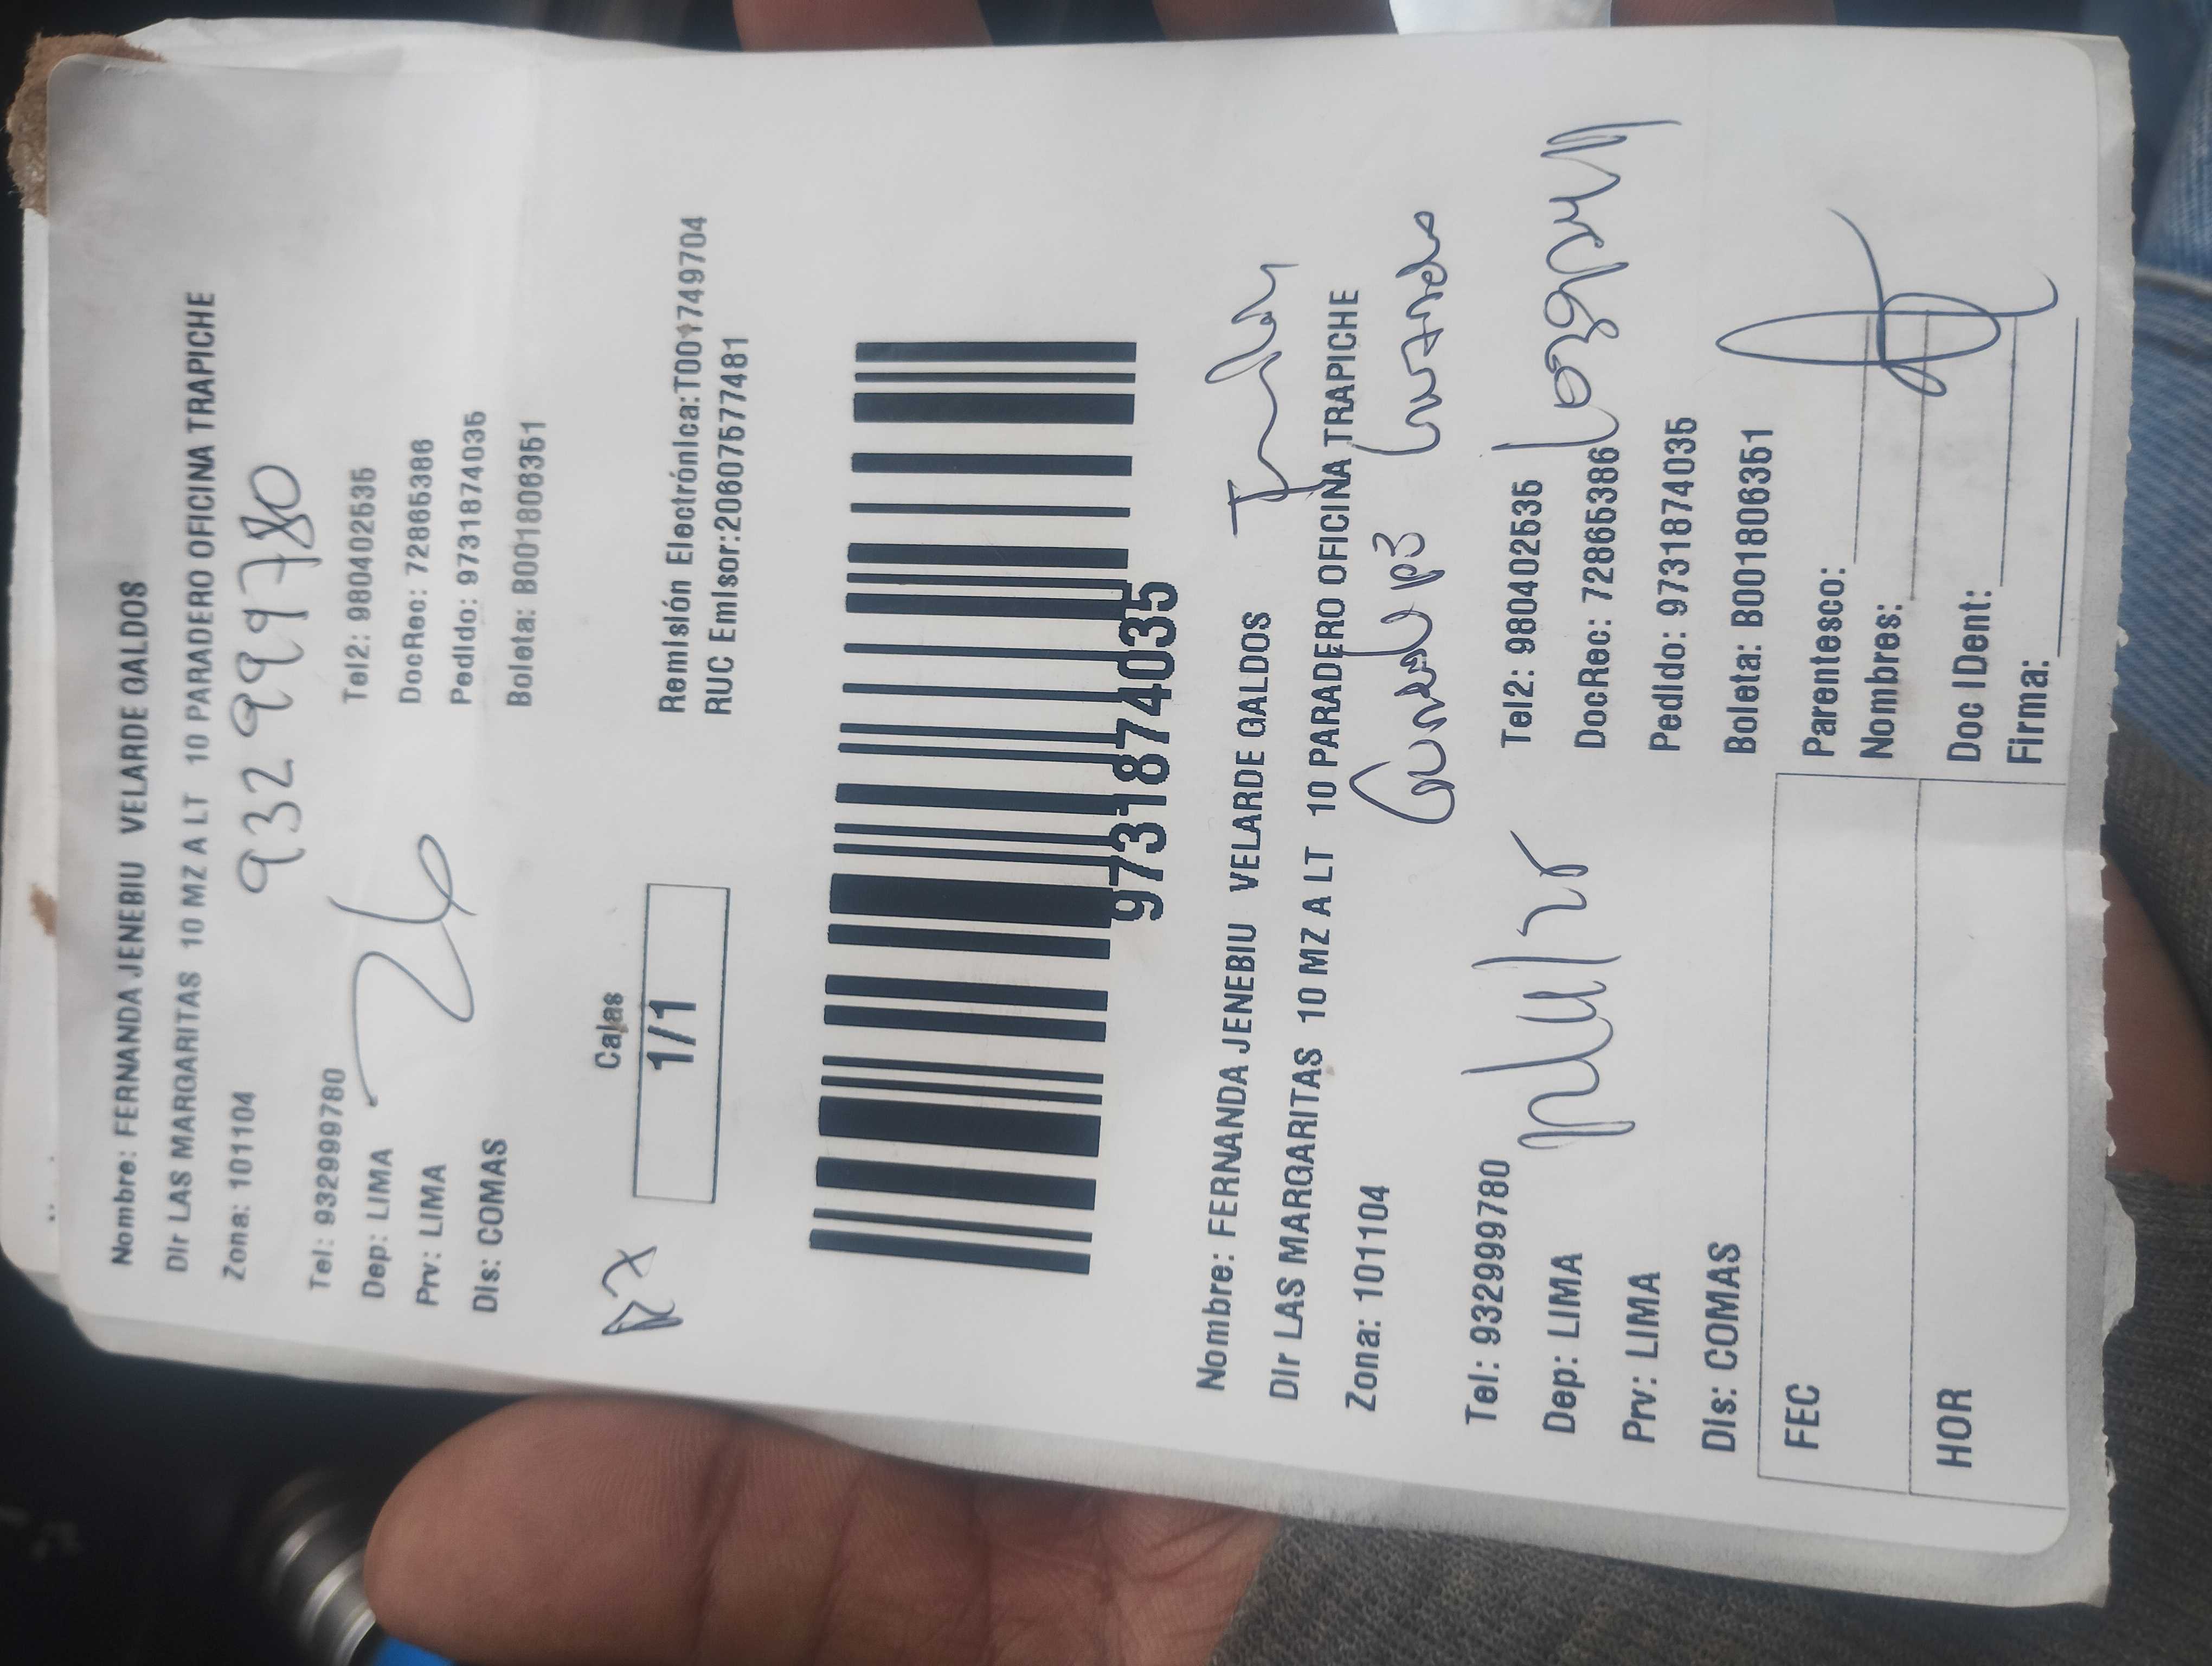 Nombre: FERNANDA JENEBIU VELARDE GALDOS
Dir LAS MARGARITAS 10 MZ A LT 10 PARADERO OFICINA TRAPICHE
Zona: 101104
932999780
Tel: 932999780 Tel2: 980402535
Dep: LIMA DocRec: 72865386
Prv: LIMA Pedido: 973187874035
Dis: COMAS Boleta: B001806351
Cajas
1/1
Remisión Electrónica:T001749704
RUC Emisor:20607577481
973187874035
Nombre: FERNANDA JENEBIU VELARDE GALDOS
Dir LAS MARGARITAS 10 MZ A LT 10 PARADERO OFICINA TRAPICHE
Zona: 101104
Tel: 932999780 Tel2: 980402535
Dep: LIMA DocRec: 72865386
Prv: LIMA Pedido: 973187874035
Dis: COMAS Boleta: B001806351
FEC
HOR
Parentesco:
Nombres:
Doc IDent:
Firma: